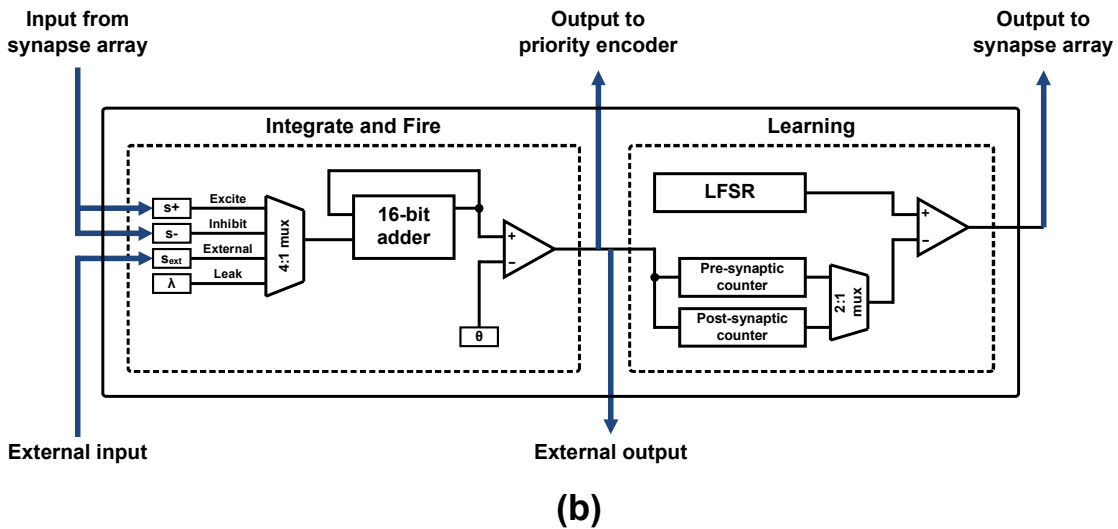 Input from
synapse array
Output to
priority encoder
Output to
synapse array
Integrate and Fire
Learning
s+
Excite
s-
Inhibit
sext
External
λ
Leak
4:1 mux
16-bit
adder
+
−
θ
LFSR
Pre-synaptic
counter
Post-synaptic
counter
2:1
mux
+
−
External input
External output
(b)